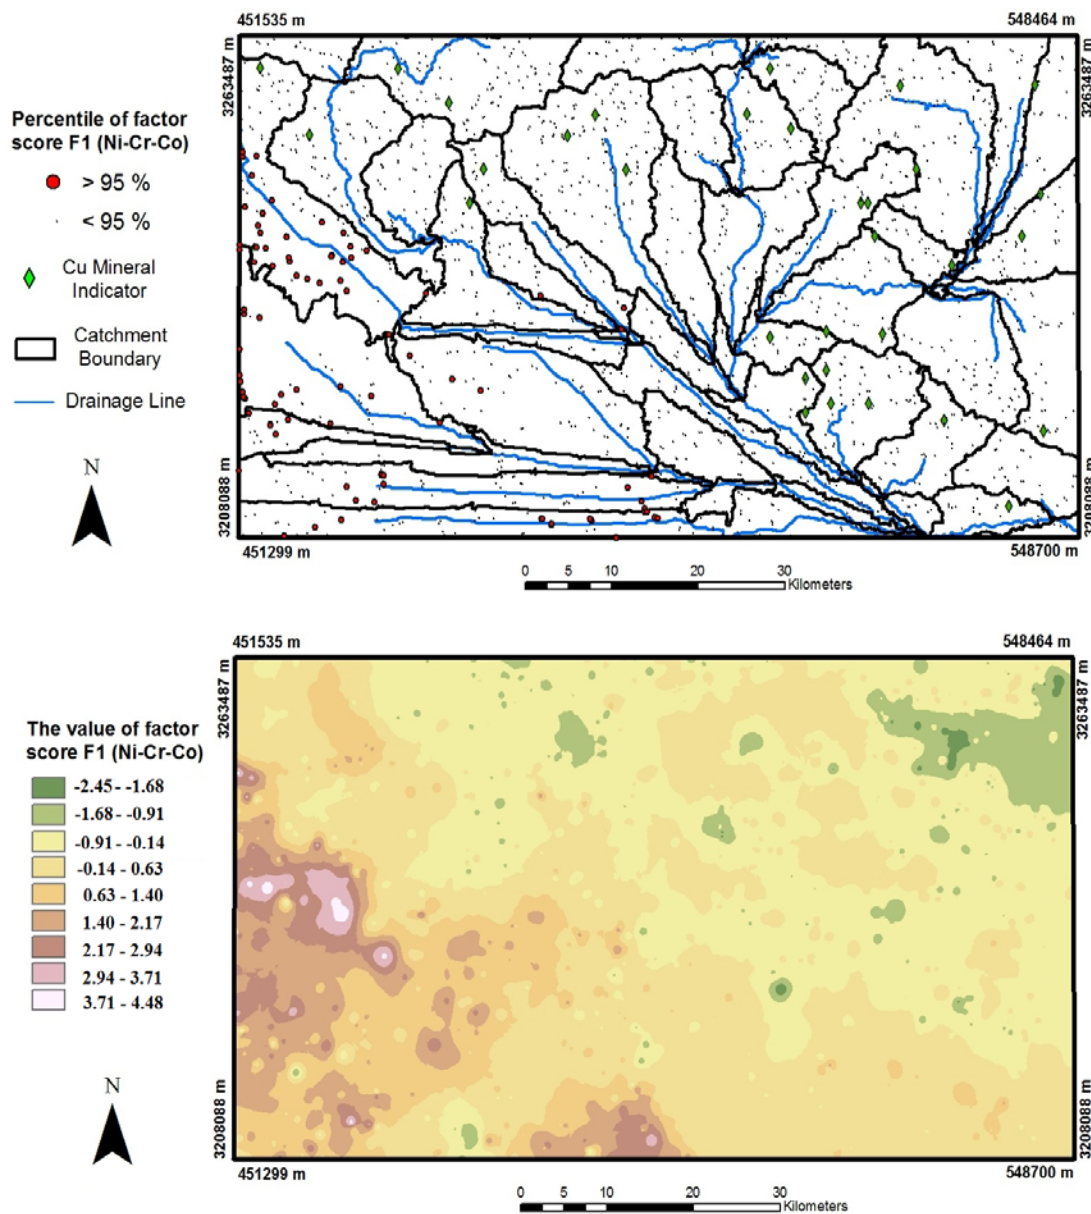 451535 m
548464 m
3263487 m
3263487 m
Percentile of factor
score F1 (Ni-Cr-Co)
> 95 %
< 95 %
Cu Mineral
Indicator
Catchment
Boundary
Drainage Line
N
3208088 m
3208088 m
451299 m
548700 m
0 5 10 20 30
Kilometers
451535 m
548464 m
3263487 m
3263487 m
The value of factor
score F1 (Ni-Cr-Co)
-2.45 - -1.68
-1.68 - -0.91
-0.91 - -0.14
-0.14 - 0.63
0.63 - 1.40
1.40 - 2.17
2.17 - 2.94
2.94 - 3.71
3.71 - 4.48
N
3208088 m
3208088 m
451299 m
548700 m
0 5 10 20 30
Kilometers